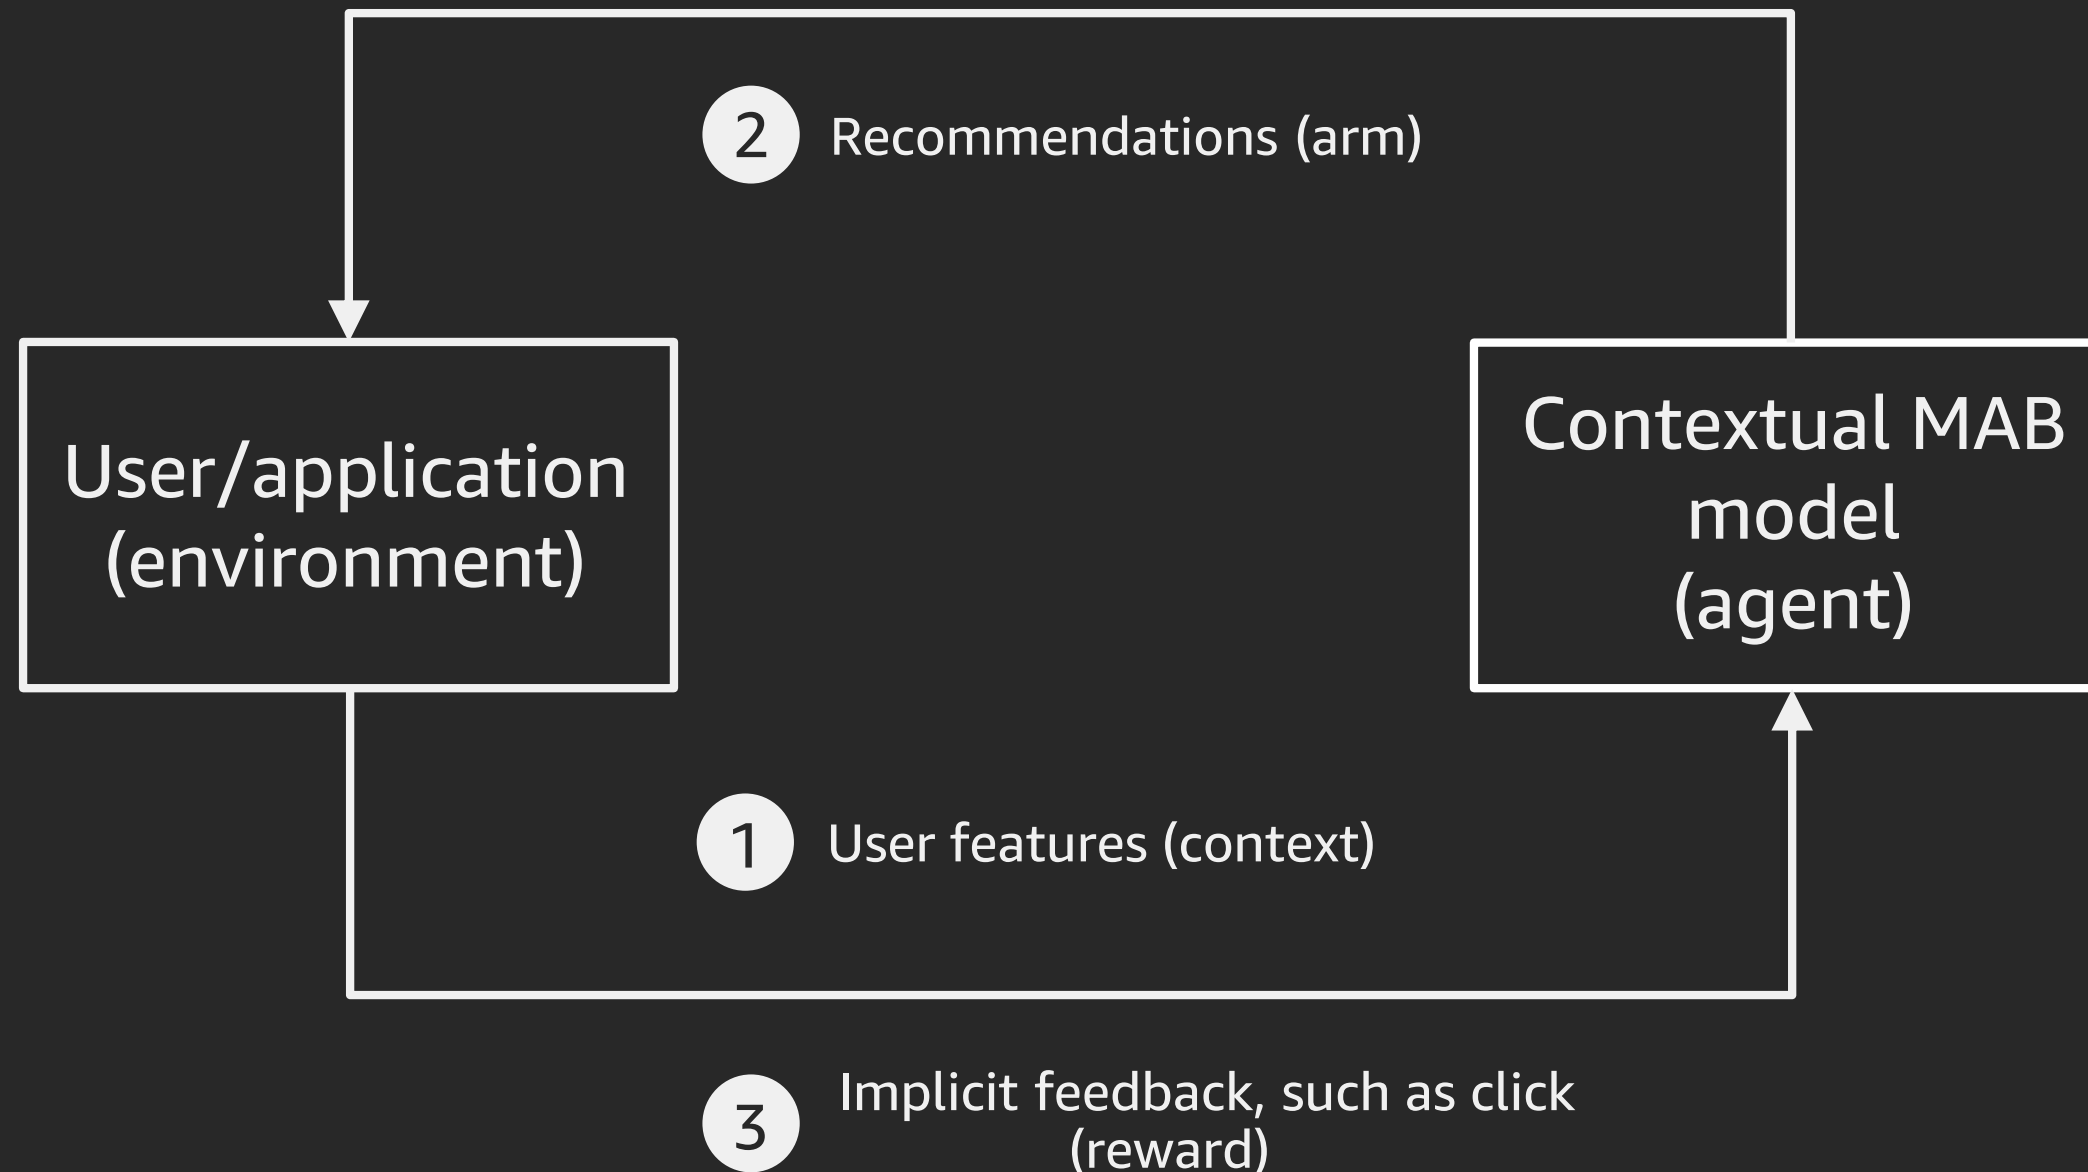 2 Recommendations (arm)
User/application
(environment)
Contextual MAB
model
(agent)
1 User features (context)
3 Implicit feedback, such as click
(reward)